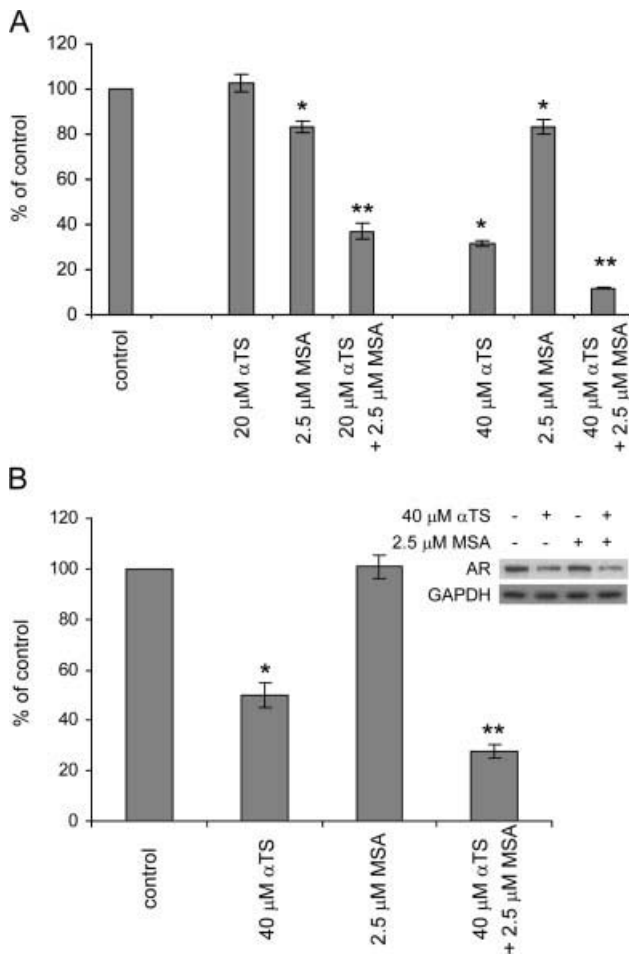 A
120
100
80
60
40
20
0
% of control
*
**
*
*
**
control
20 μM αTS
2.5 μM MSA
20 μM αTS
+ 2.5 μM MSA
40 μM αTS
2.5 μM MSA
40 μM αTS
+ 2.5 μM MSA
B
120
100
80
60
40
20
0
% of control
*
**
40 μM αTS - + - +
2.5 μM MSA - - + +
AR
GAPDH
control
40 μM αTS
2.5 μM MSA
40 μM αTS
+ 2.5 μM MSA